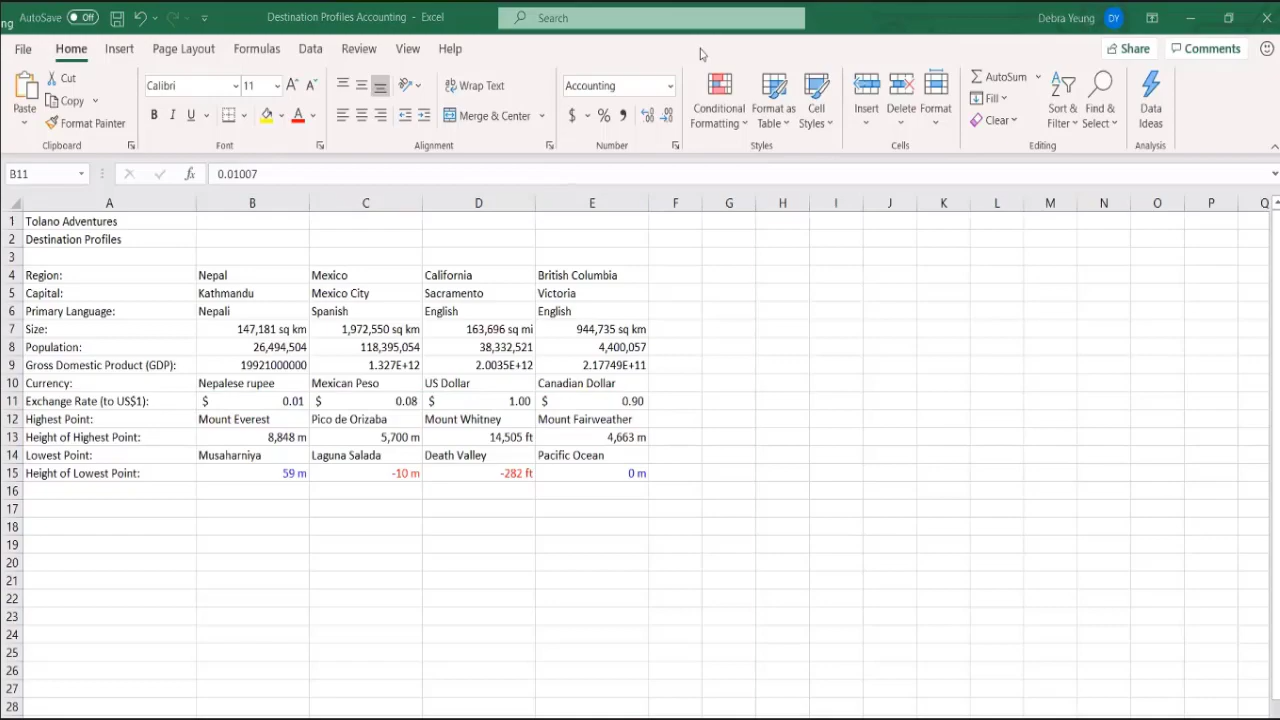 ng AutoSave Off Destination Profiles Accounting - Excel Search Debra Yeung DY
File Home Insert Page Layout Formulas Data Review View Help Share Comments
Paste Cut Copy Format Painter
Calibri 11 A A B I U A
Wrap Text Merge & Center
Accounting $ % 9
Conditional Formatting Format as Table Cell Styles
Insert Delete Format
AutoSum Fill Clear Sort & Filter Find & Select
Data Ideas
Clipboard Font Alignment Number Styles Cells Editing Analysis
B11 fx 0.01007
A B C D E F G H I J K L M N O P Q
1 Tolano Adventures
2 Destination Profiles
3
4 Region: Nepal Mexico California British Columbia
5 Capital: Kathmandu Mexico City Sacramento Victoria
6 Primary Language: Nepali Spanish English English
7 Size: 147,181 sq km 1,972,550 sq km 163,696 sq mi 944,735 sq km
8 Population: 26,494,504 118,395,054 38,332,521 4,400,057
9 Gross Domestic Product (GDP): 19921000000 1.327E+12 2.0035E+12 2.17749E+11
10 Currency: Nepalese rupee Mexican Peso US Dollar Canadian Dollar
11 Exchange Rate (to US$1): $ 0.01 $ 0.08 $ 1.00 $ 0.90
12 Highest Point: Mount Everest Pico de Orizaba Mount Whitney Mount Fairweather
13 Height of Highest Point: 8,848 m 5,700 m 14,505 ft 4,663 m
14 Lowest Point: Musaharniya Laguna Salada Death Valley Pacific Ocean
15 Height of Lowest Point: 59 m -10 m -282 ft 0 m
16
17
18
19
20
21
22
23
24
25
26
27
28